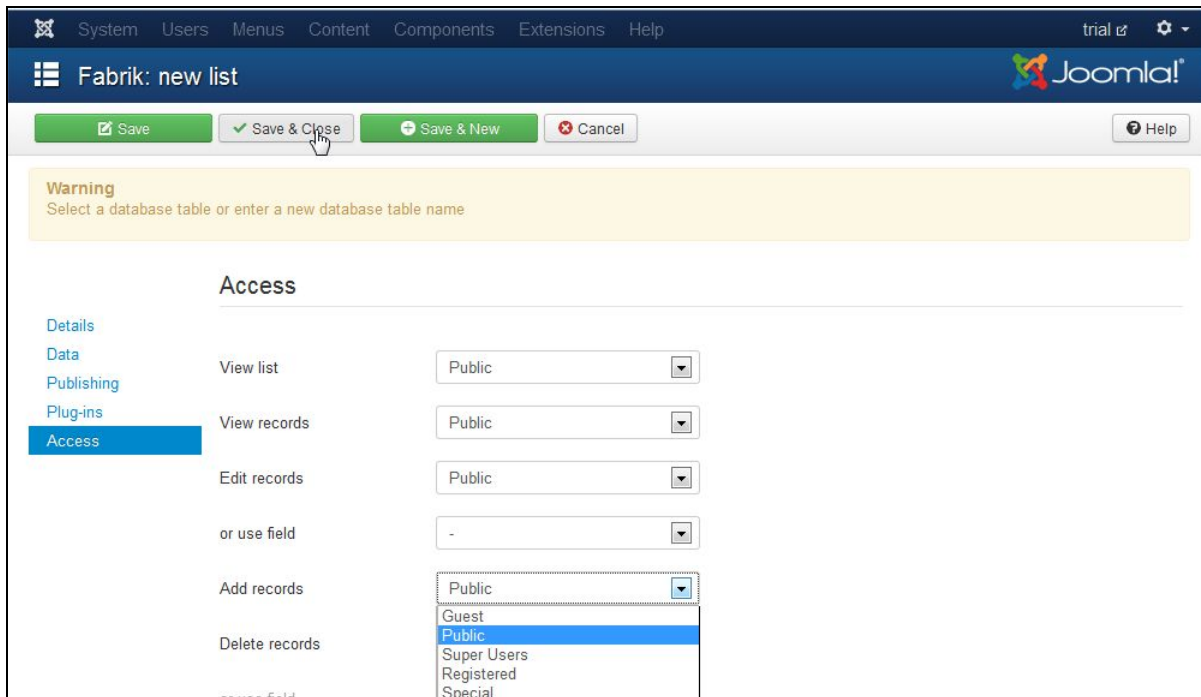 System Users Menus Content Components Extensions Help trial
Fabrik: new list Joomla!®
Save Save & Close Save & New Cancel Help
Warning
Select a database table or enter a new database table name
Access
Details
Data
Publishing
Plug-ins
Access
View list Public
View records Public
Edit records Public
or use field -
Add records Public
Guest
Public
Super Users
Registered
Special
Delete records
or use field